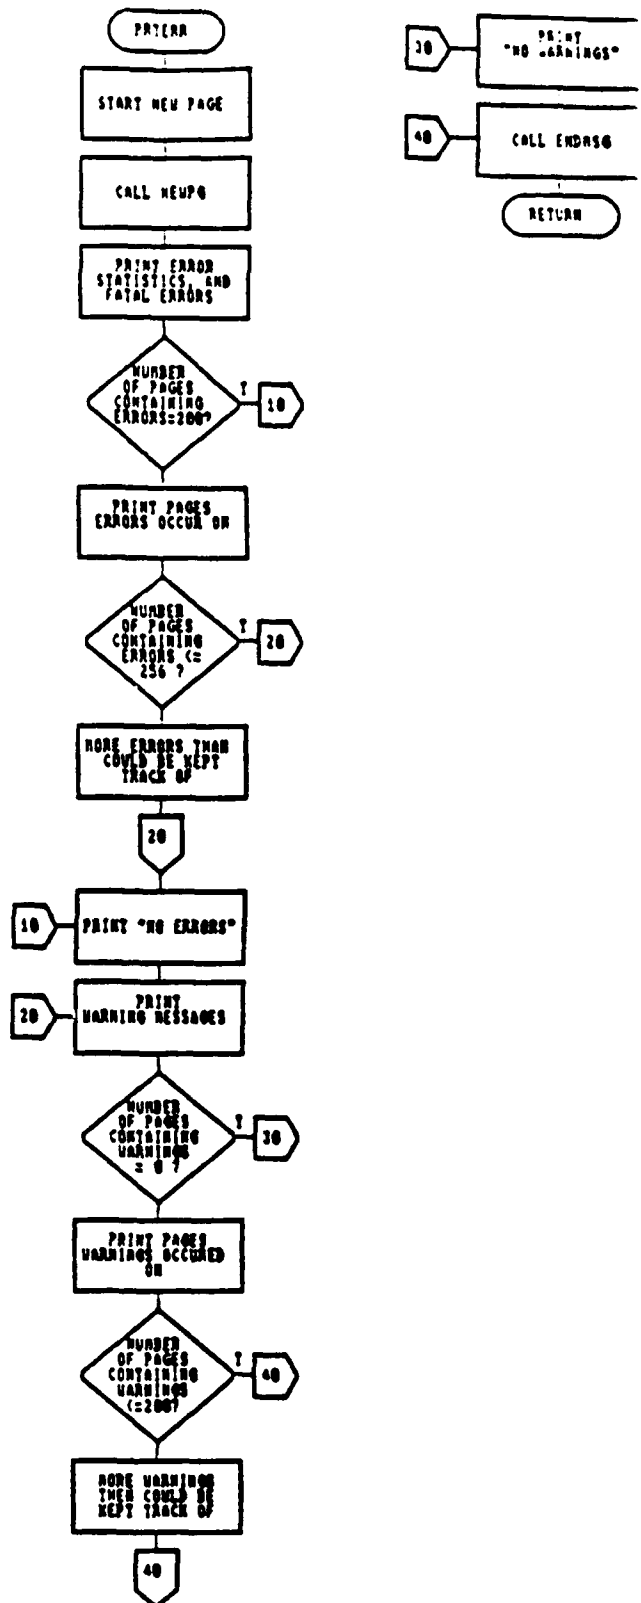 PRTERR
START NEW PAGE
CALL NEWPG
PRINT ERROR
STATISTICS, AND
FATAL ERRORS
NUMBER
OF PAGES
CONTAINING
ERRORS=200?
T
10
PRINT PAGES
ERRORS OCCUR ON
NUMBER
OF PAGES
CONTAINING
ERRORS <=
256 ?
T
20
MORE ERRORS THAN
COULD BE KEPT
TRACK OF
20
10
PRINT "NO ERRORS"
20
PRINT
WARNING MESSAGES
NUMBER
OF PAGES
CONTAINING
WARNINGS
= 0 ?
T
30
PRINT PAGES
WARNINGS OCCURED
ON
NUMBER
OF PAGES
CONTAINING
WARNINGS
<=200?
T
40
MORE WARNINGS
THEN COULD BE
KEPT TRACK OF
40
30
PRINT
"NO WARNINGS"
40
CALL ENDMSG
RETURN